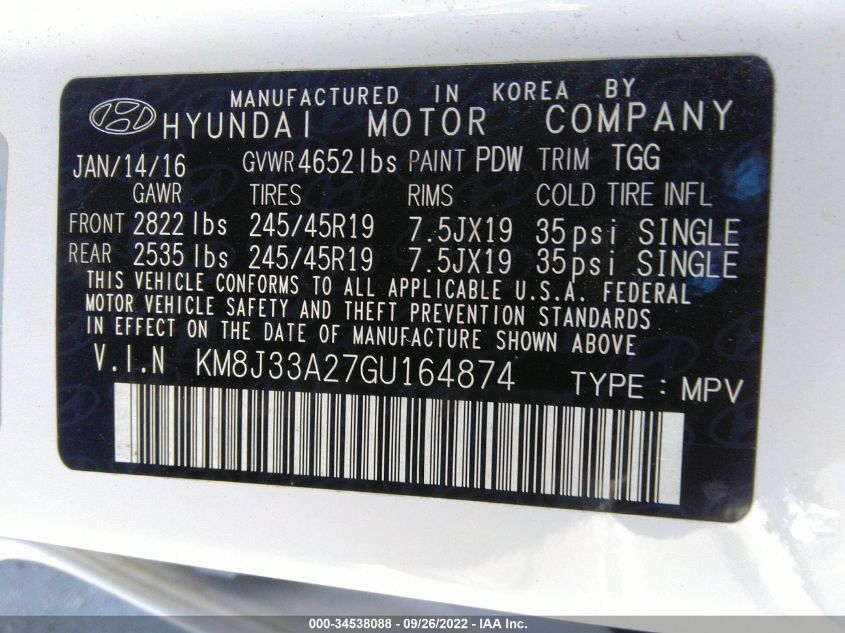 MANUFACTURED IN KOREA BY
HYUNDAI MOTOR COMPANY
JAN/14/16 GVWR 4652lbs PAINT PDW TRIM TGG
GAWR TIRES RIMS COLD TIRE INFL
FRONT 2822 lbs 245/45R19 7.5JX19 35psi SINGLE
REAR 2535 lbs 245/45R19 7.5JX19 35psi SINGLE
THIS VEHICLE CONFORMS TO ALL APPLICABLE U.S.A. FEDERAL
MOTOR VEHICLE SAFETY AND THEFT PREVENTION STANDARDS
IN EFFECT ON THE DATE OF MANUFACTURE SHOWN ABOVE
V.I.N KM8J33A27GU164874 TYPE : MPV
000-34538088 - 09/26/2022 - IAA Inc.